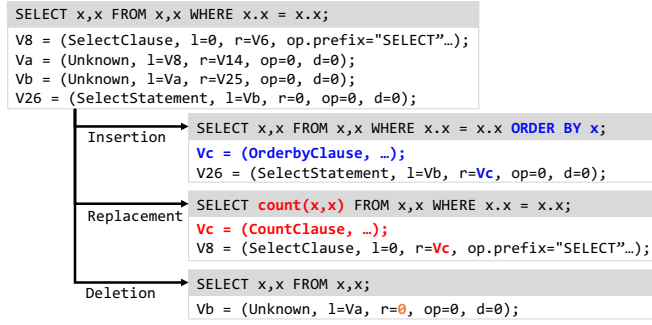 SELECT x,x FROM x,x WHERE x.x = x.x;
V8 = (SelectClause, l=0, r=V6, op.prefix="SELECT”…);
Va = (Unknown, l=V8, r=V14, op=0, d=0);
Vb = (Unknown, l=Va, r=V25, op=0, d=0);
V26 = (SelectStatement, l=Vb, r=0, op=0, d=0);
Insertion
SELECT x,x FROM x,x WHERE x.x = x.x ORDER BY x;
Vc = (OrderbyClause, …);
V26 = (SelectStatement, l=Vb, r=Vc, op=0, d=0);
Replacement
SELECT count(x,x) FROM x,x WHERE x.x = x.x;
Vc = (CountClause, …);
V8 = (SelectClause, l=0, r=Vc, op.prefix="SELECT”…);
Deletion
SELECT x,x FROM x,x;
Vb = (Unknown, l=Va, r=0, op=0, d=0);